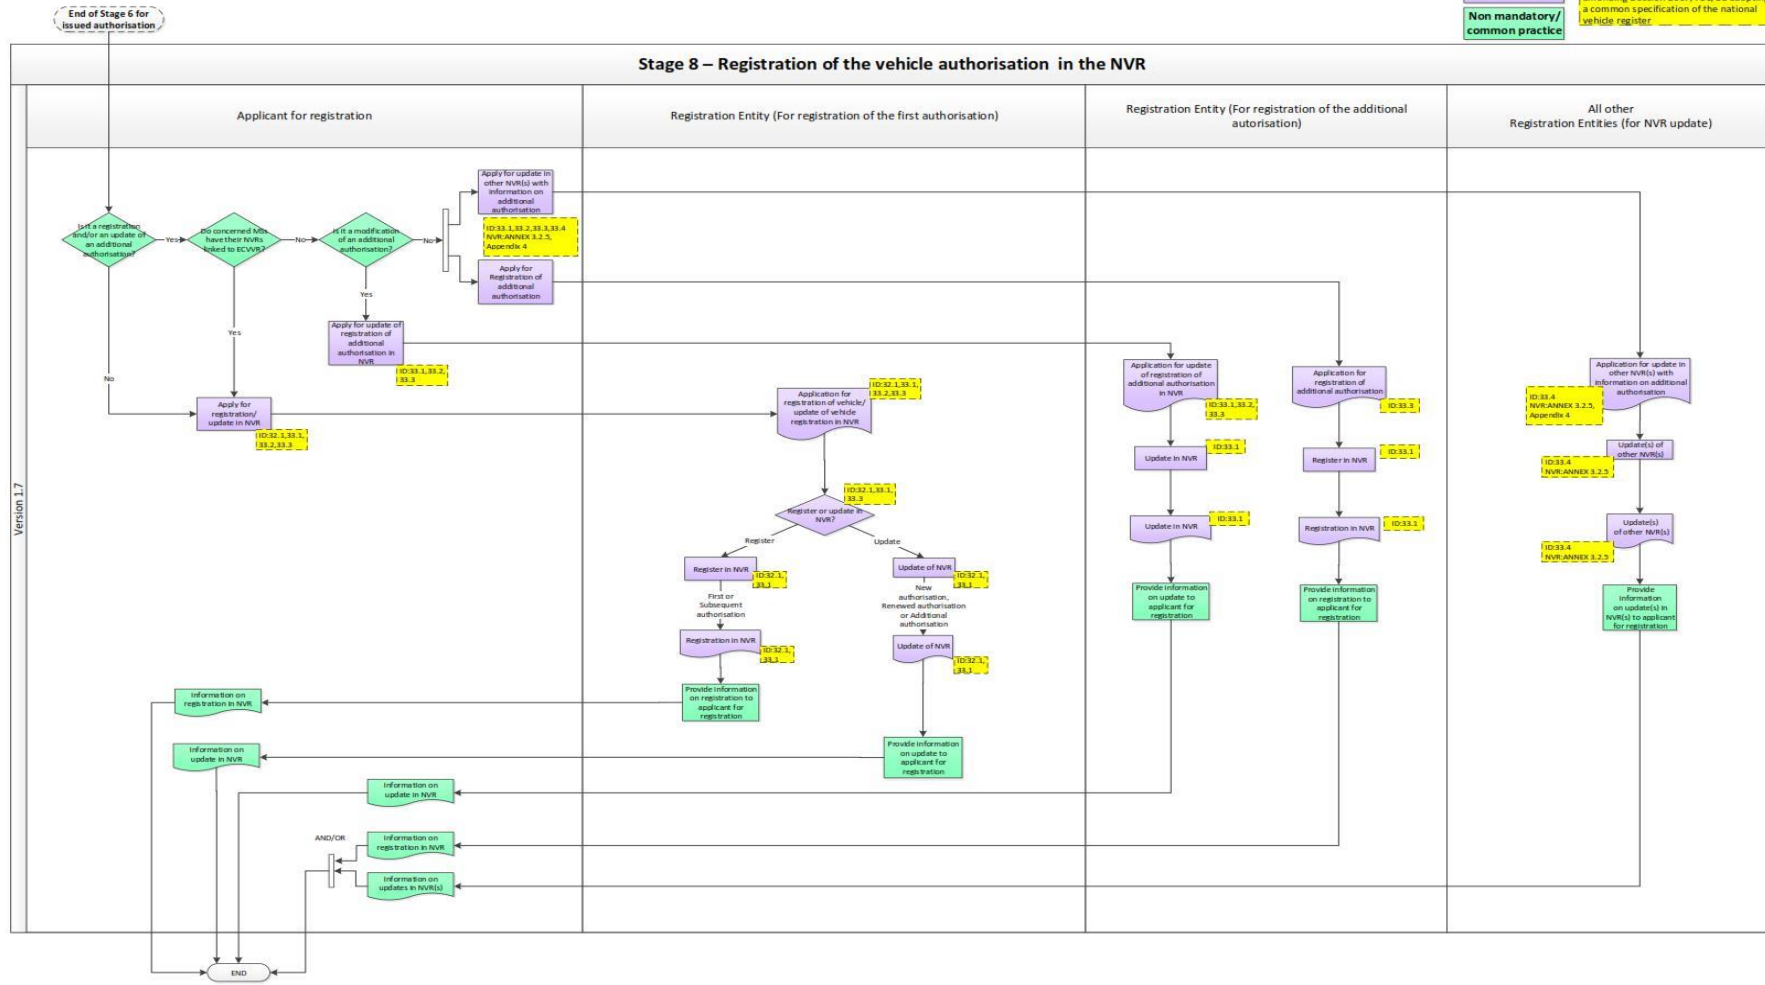 End of Stage 6 for
issued authorisation
Non mandatory/
common practice
a common specification of the national
vehicle register
Stage 8 – Registration of the vehicle authorisation in the NVR
Version 1.7
Applicant for registration
Registration Entity (For registration of the first authorisation)
Registration Entity (For registration of the additional
autorisation)
All other
Registration Entities (for NVR update)
Is it a registration
and/or an update of
an additional
authorisation?
Yes
Do concerned MSs
have their NVRs
linked to ECVVR?
No
Is it a modification
of an additional
authorisation?
No
Apply for update in
other NVR(s) with
information on
additional
authorisation
ID:33.1,33.2,33.3,33.4
NVR:ANNEX 3.2.5,
Appendix 4
Apply for
Registration of
additional
authorisation
Yes
Yes
No
Apply for update of
registration of
additional
authorisation in
NVR
ID:33.1,33.2,
33.3
Apply for
registration/
update in NVR
ID:32.1,33.1,
33.2,33.3
Application for
registration of vehicle/
update of vehicle
registration in NVR
ID:32.1,33.1,
33.2,33.3
Register or update in
NVR?
ID:32.1,33.1,
33.3
Register
Update
Register in NVR
ID:32.1,
33.1
First or
Subsequent
authorisation
Registration in NVR
ID:32.1,
33.1
Provide information
on registration to
applicant for
registration
Update of NVR
ID:32.1,
33.1
New
authorisation,
Renewed authorisation
or Additional
authorisation
Update of NVR
ID:32.1,
33.1
Provide information
on update to
applicant for
registration
Application for update
of registration of
additional authorisation
in NVR
ID:33.1,33.2,
33.3
Update in NVR
ID:33.1
Update in NVR
ID:33.1
Provide information
on update to
applicant for
registration
Application for
registration of
additional authorisation
ID:33.3
Register in NVR
ID:33.1
Registration in NVR
ID:33.1
Provide information
on registration to
applicant for
registration
Application for update in
other NVR(s) with
information on additional
authorisation
ID:33.4
NVR:ANNEX 3.2.5,
Appendix 4
Update(s) of
other NVR(s)
ID:33.4
NVR:ANNEX 3.2.5
Update(s)
of other NVR(s)
ID:33.4
NVR:ANNEX 3.2.5
Provide
information
on update(s) in
NVR(s) to applicant
for registration
Information on
registration in NVR
Information on
update in NVR
Information on
update in NVR
AND/OR
Information on
registration in NVR
Information on
updates in NVR(s)
END